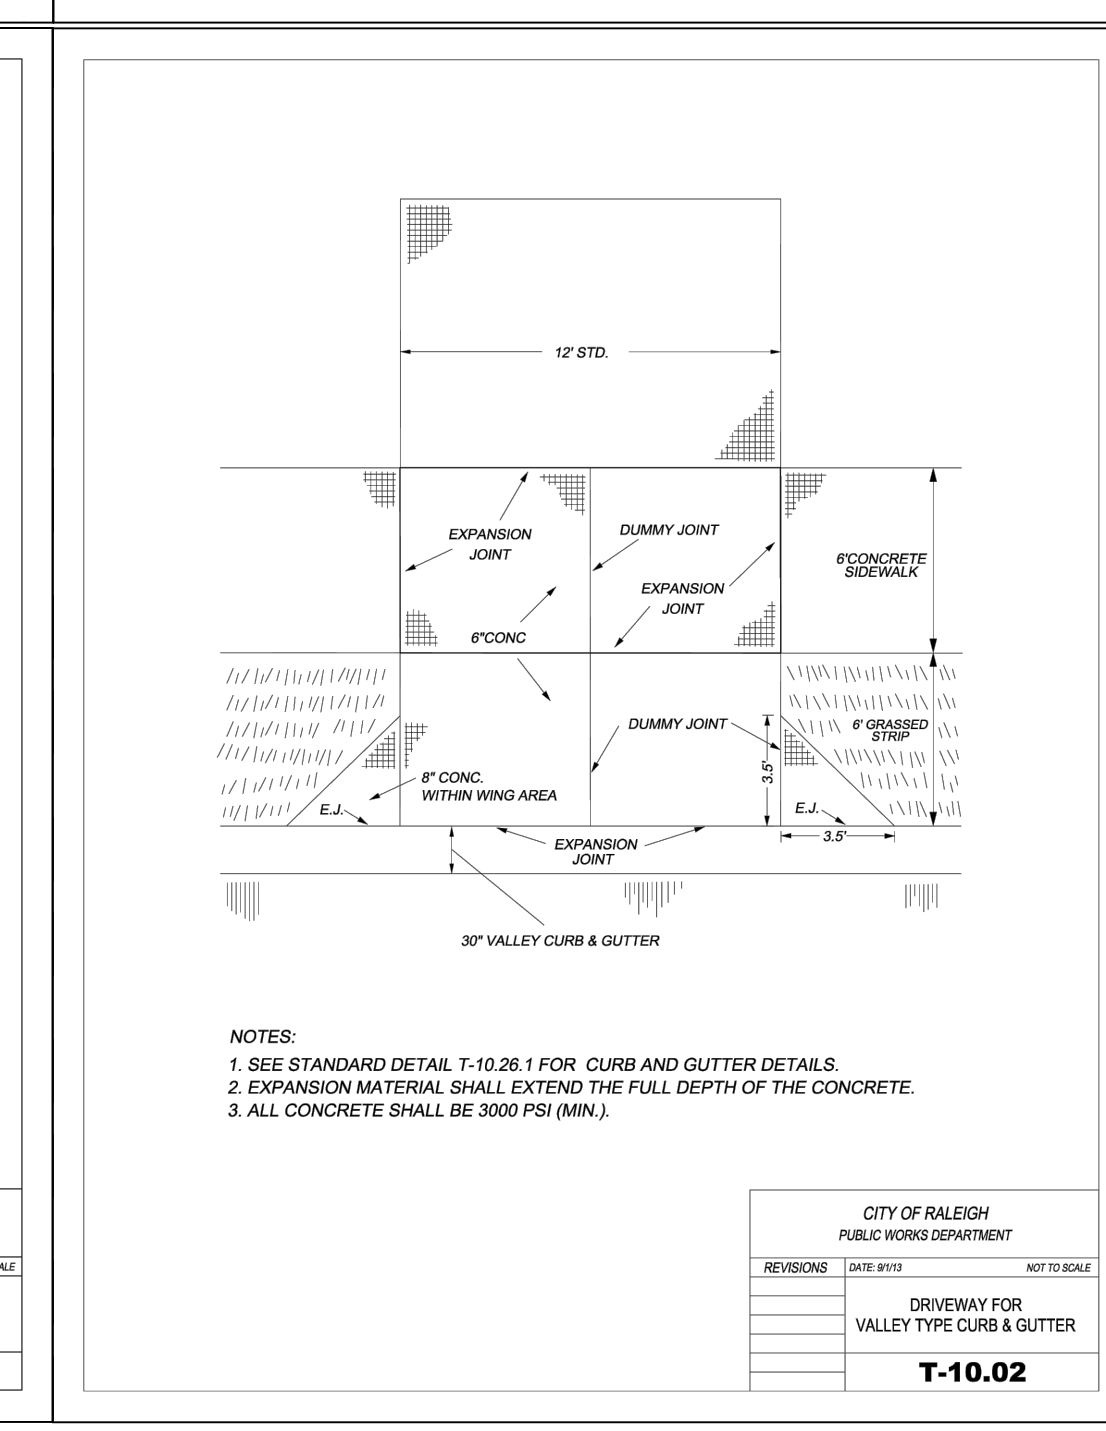 12' STD.
EXPANSION
JOINT
DUMMY JOINT
EXPANSION
JOINT
6'CONCRETE
SIDEWALK
6"CONC
DUMMY JOINT
6' GRASSED
STRIP
3.5'
8" CONC.
WITHIN WING AREA
E.J.
E.J.
3.5'
EXPANSION
JOINT
30" VALLEY CURB & GUTTER
NOTES:
1. SEE STANDARD DETAIL T-10.26.1 FOR CURB AND GUTTER DETAILS.
2. EXPANSION MATERIAL SHALL EXTEND THE FULL DEPTH OF THE CONCRETE.
3. ALL CONCRETE SHALL BE 3000 PSI (MIN.).
CITY OF RALEIGH
PUBLIC WORKS DEPARTMENT
ALE
REVISIONS
DATE: 9/1/13
NOT TO SCALE
DRIVEWAY FOR
VALLEY TYPE CURB & GUTTER
T-10.02